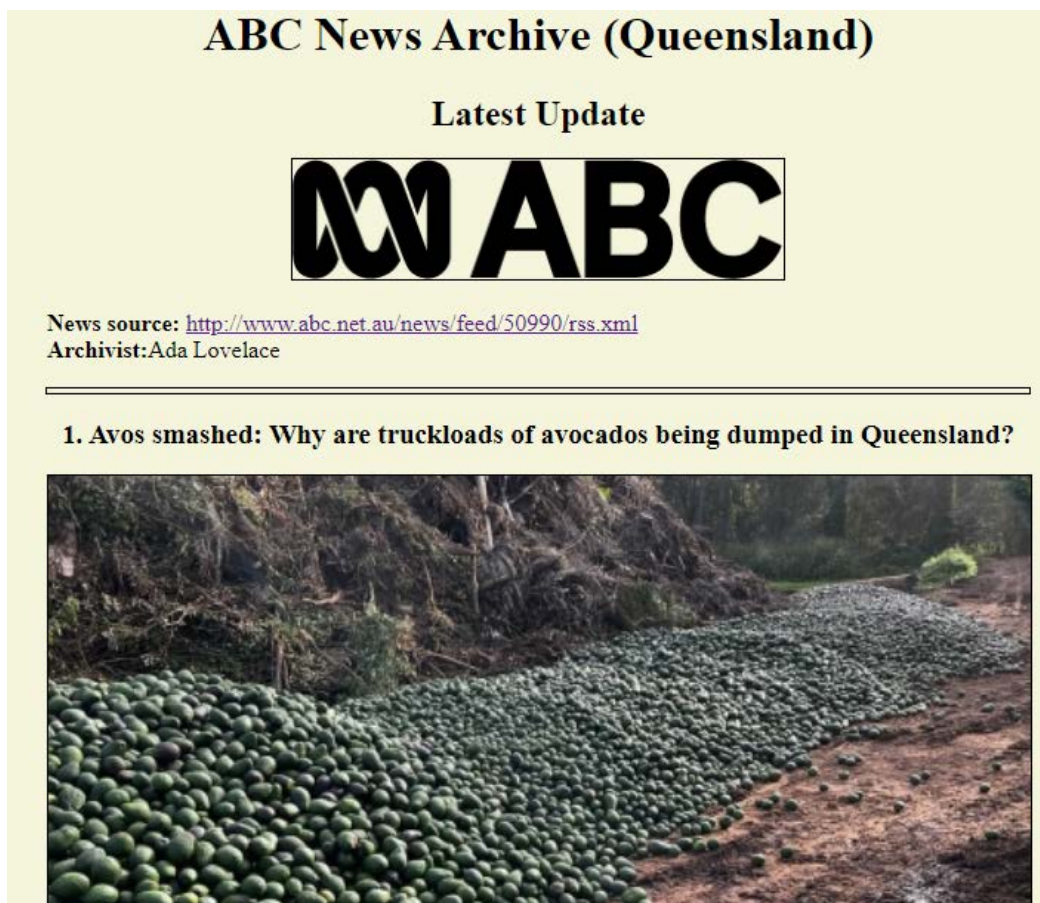 ABC News Archive (Queensland)
Latest Update
ABC
News source: http://www.abc.net.au/news/feed/50990/rss.xml
Archivist:Ada Lovelace
1. Avos smashed: Why are truckloads of avocados being dumped in Queensland?